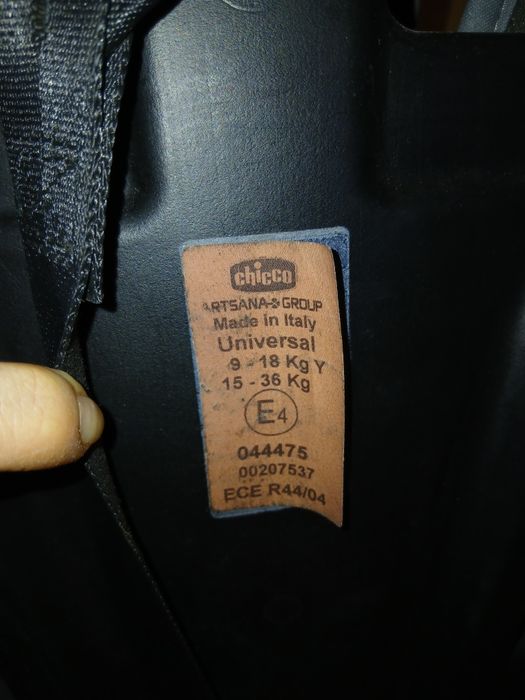 chicco
ARTSANA GROUP
Made in Italy
Universal
9 - 18 Kg Y
15 - 36 Kg
E4
044475
00207537
ECE R44/04